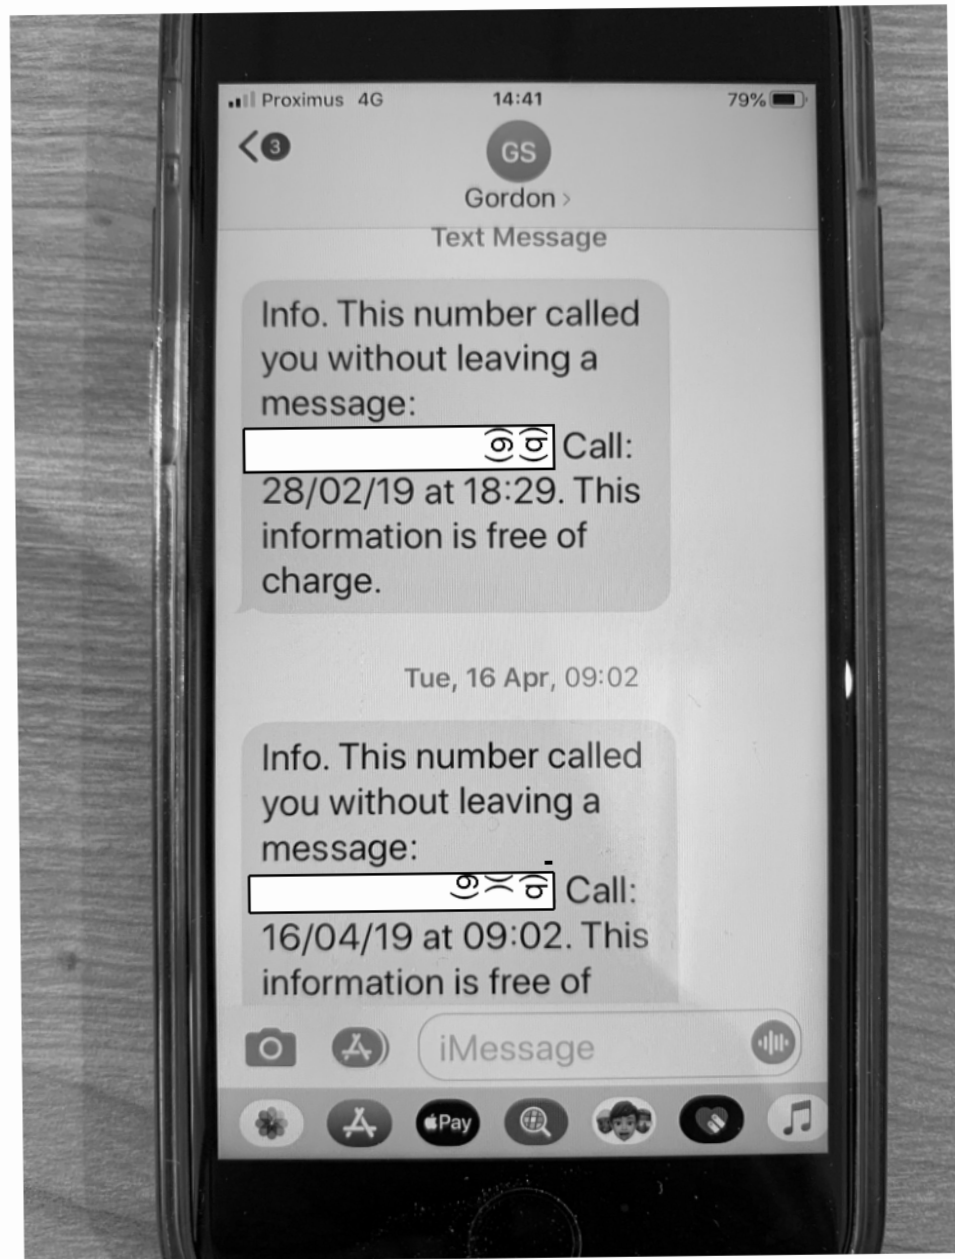 Proximus 4G 14:41 79%
3
GS
Gordon >
Text Message
Info. This number called
you without leaving a
message:
(b) (6) Call:
28/02/19 at 18:29. This
information is free of
charge.
Tue, 16 Apr, 09:02
Info. This number called
you without leaving a
message:
(b)(6) Call:
16/04/19 at 09:02. This
information is free of
iMessage
Pay